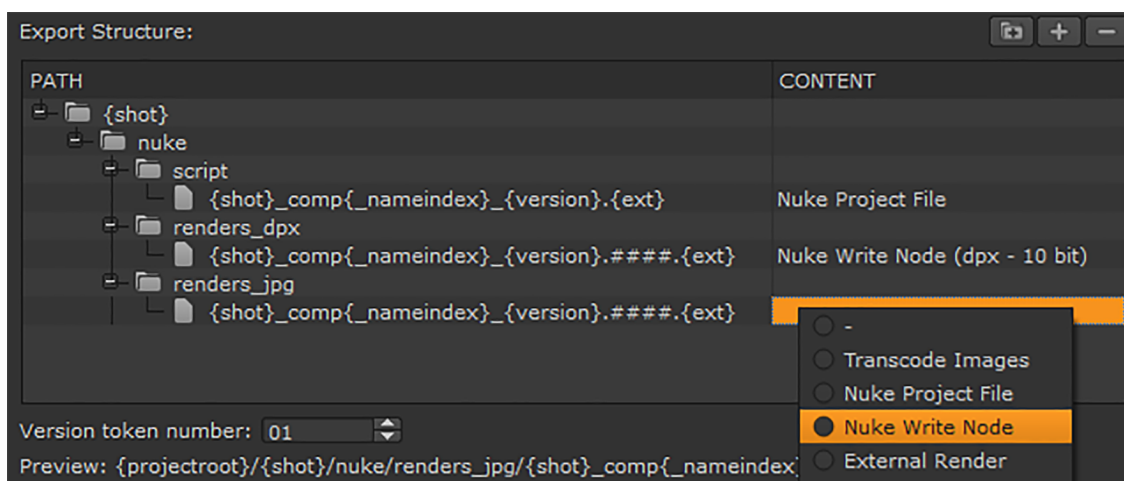 Export Structure:
PATH CONTENT
{shot}
nuke
script
{shot}_comp{_nameindex}_{version}.{ext} Nuke Project File
renders_dpx
{shot}_comp{_nameindex}_{version}.####.{ext} Nuke Write Node (dpx - 10 bit)
renders_jpg
{shot}_comp{_nameindex}_{version}.####.{ext}
-
Transcode Images
Nuke Project File
Nuke Write Node
External Render
Version token number: 01
Preview: {projectroot}/{shot}/nuke/renders_jpg/{shot}_comp{_nameindex}